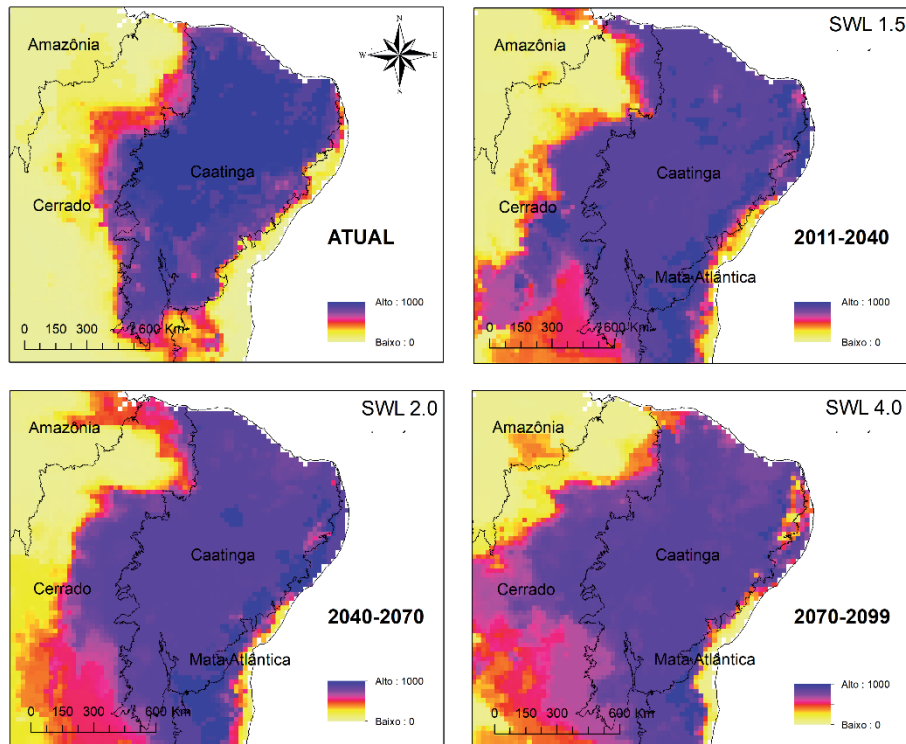 Amazônia
N
W
E
S
Caatinga
Cerrado
ATUAL
Alto : 1000
Baixo : 0
0 150 300 600 Km
SWL 1.5
Amazônia
Caatinga
Cerrado
2011-2040
Mata Atlântica
Alto : 1000
Baixo : 0
0 150 300 600 Km
SWL 2.0
Amazônia
Caatinga
Cerrado
2040-2070
Mata Atlântica
Alto : 1000
Baixo : 0
0 150 300 600 Km
SWL 4.0
Amazônia
Caatinga
Cerrado
2070-2099
Mata Atlântica
Alto : 1000
Baixo : 0
0 150 300 600 Km